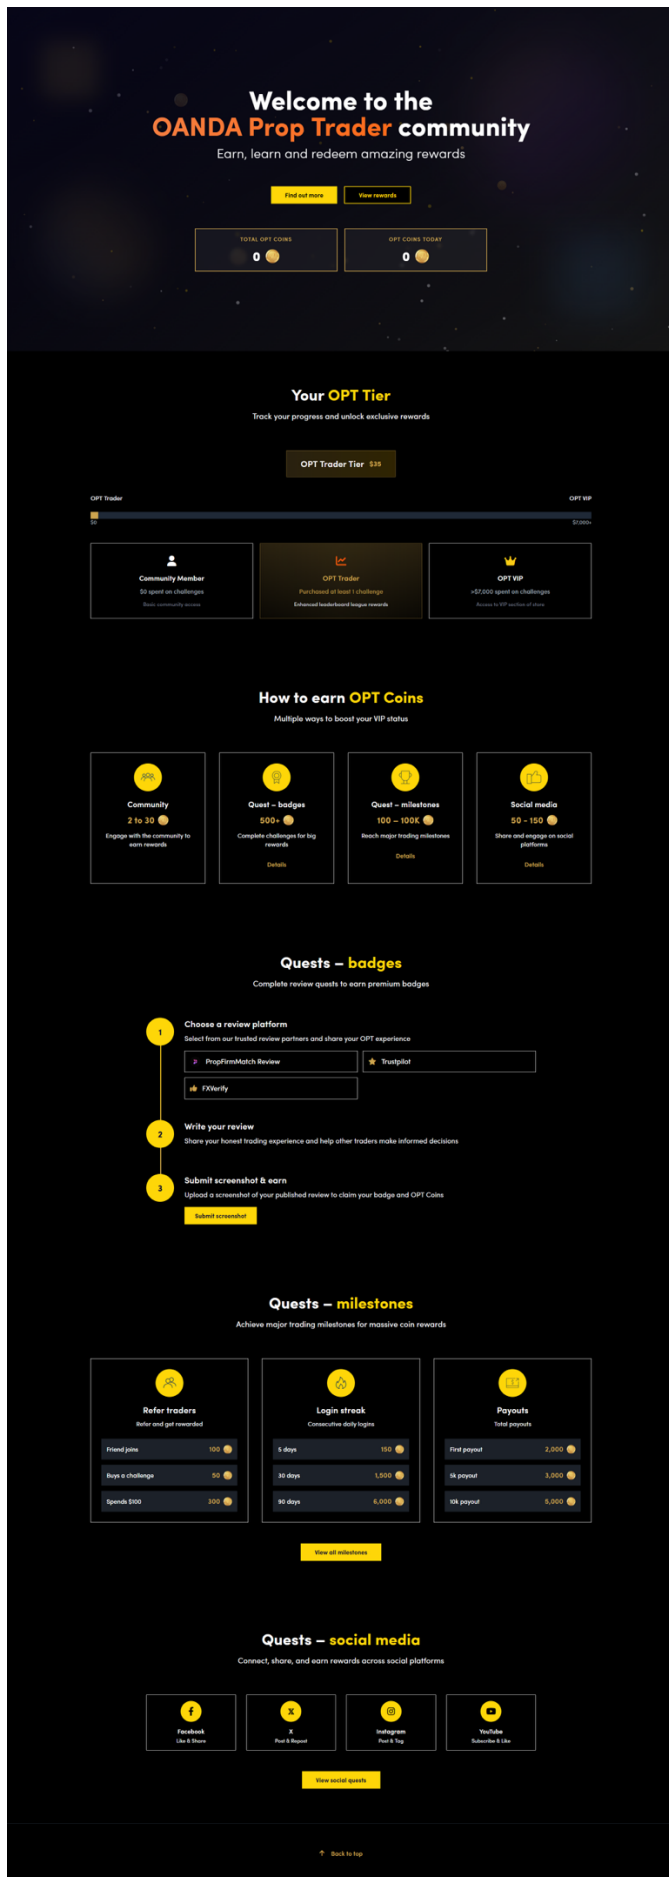 Welcome to the
OANDA Prop Trader community
Earn, learn and redeem amazing rewards
Find out more
View rewards
TOTAL OPT COINS
0
OPT COINS TODAY
0
Your OPT Tier
Track your progress and unlock exclusive rewards
OPT Trader Tier $35
OPT Trader
OPT VIP
$0
$7,000+
Community Member
$0 spent on challenges
Basic community access
OPT Trader
Purchased at least 1 challenge
Enhanced leaderboard league rewards
OPT VIP
>$7,000 spent on challenges
Access to VIP section of store
How to earn OPT Coins
Multiple ways to boost your VIP status
Community
2 to 30
Engage with the community to
earn rewards
Quest – badges
500+
Complete challenges for big
rewards
Details
Quest – milestones
100 – 100K
Reach major trading milestones
Details
Social media
50 - 150
Share and engage on social
platforms
Details
Quests – badges
Complete review quests to earn premium badges
1
Choose a review platform
Select from our trusted review partners and share your OPT experience
PropFirmMatch Review
Trustpilot
FXVerify
2
Write your review
Share your honest trading experience and help other traders make informed decisions
3
Submit screenshot & earn
Upload a screenshot of your published review to claim your badge and OPT Coins
Submit screenshot
Quests – milestones
Achieve major trading milestones for massive coin rewards
Refer traders
Refer and get rewarded
Friend joins 100
Buys a challenge 50
Spends $100 300
Login streak
Consecutive daily logins
5 days 150
30 days 1,500
90 days 6,000
Payouts
Total payouts
First payout 2,000
5k payout 3,000
10k payout 5,000
View all milestones
Quests – social media
Connect, share, and earn rewards across social platforms
Facebook
Like & Share
X
Post & Repost
Instagram
Post & Tag
YouTube
Subscribe & Like
View social quests
Back to top